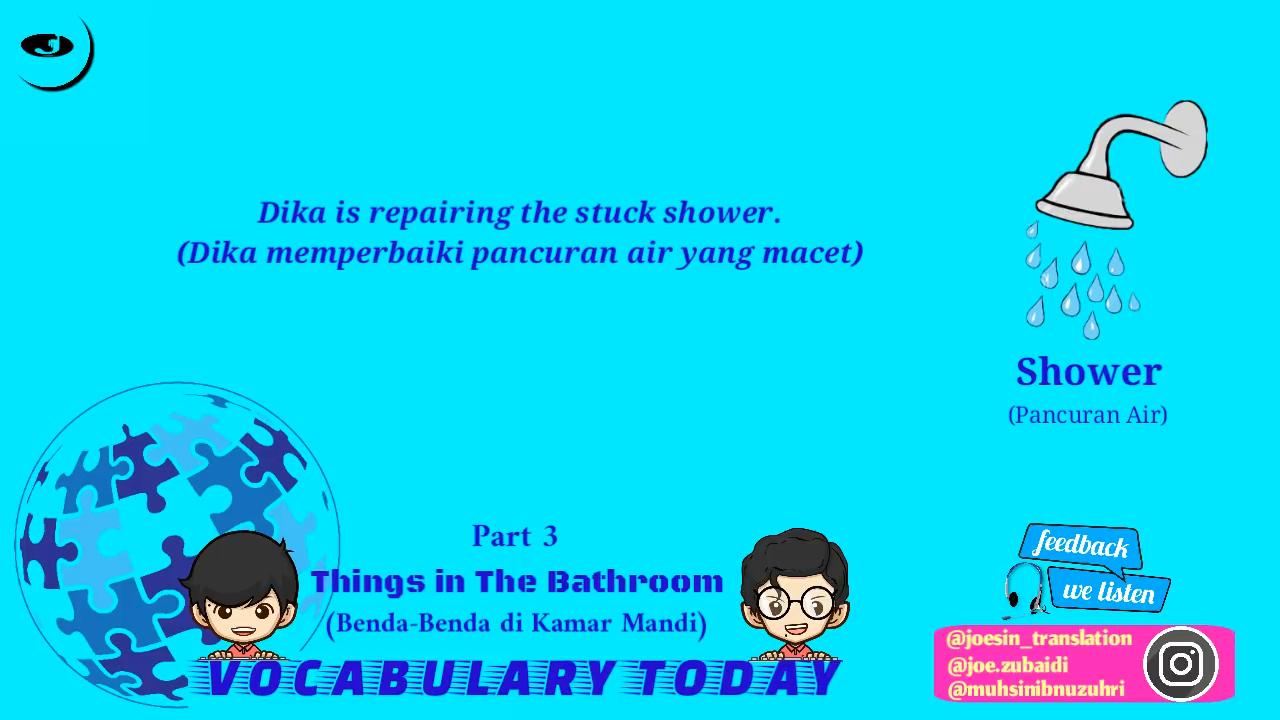 Dika is repairing the stuck shower.
(Dika memperbaiki pancuran air yang macet)
Shower
(Pancuran Air)
Part 3
Things in The Bathroom
(Benda-Benda di Kamar Mandi)
VOCABULARY TODAY
feedback
we listen
@joesin_translation
@joe.zubaidi
@muhsinibnuzuhri